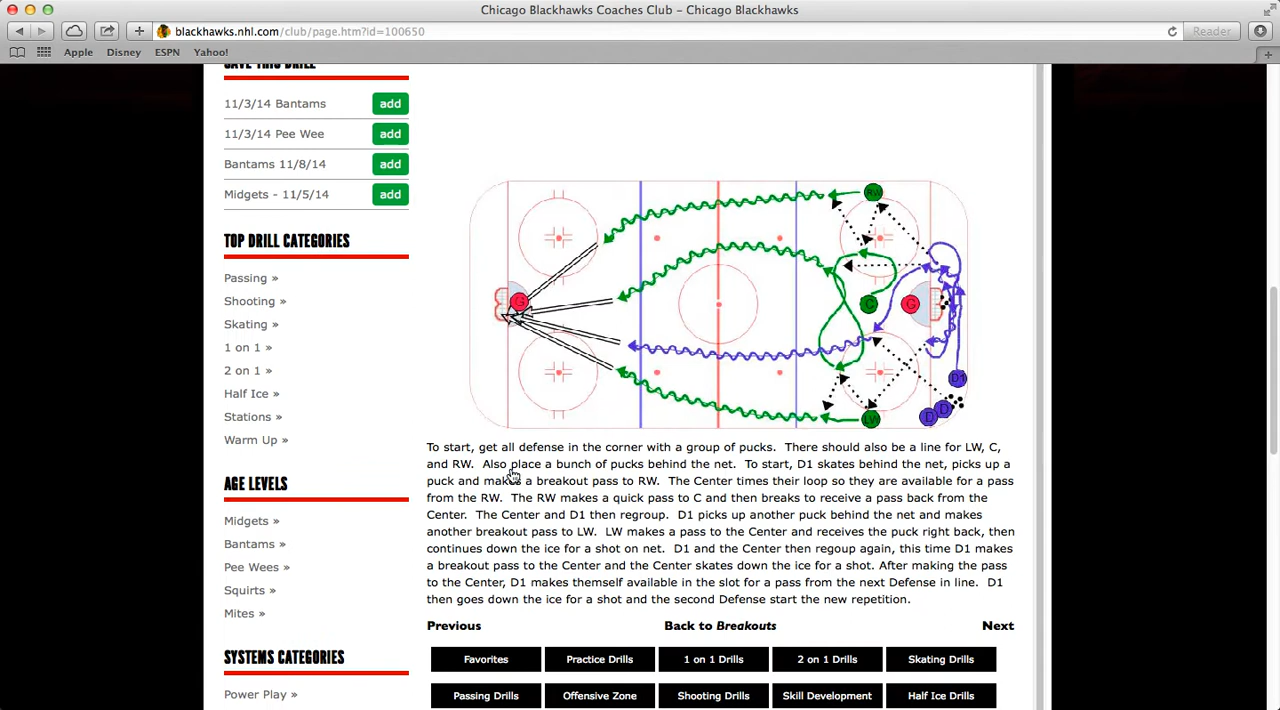 Chicago Blackhawks Coaches Club – Chicago Blackhawks
blackhawks.nhl.com/club/page.htm?id=100650
Reader
Apple Disney ESPN Yahoo!
SAVE THIS DRILL
11/3/14 Bantams add
11/3/14 Pee Wee add
Bantams 11/8/14 add
Midgets - 11/5/14 add
TOP DRILL CATEGORIES
Passing »
Shooting »
Skating »
1 on 1 »
2 on 1 »
Half Ice »
Stations »
Warm Up »
AGE LEVELS
Midgets »
Bantams »
Pee Wees »
Squirts »
Mites »
SYSTEMS CATEGORIES
Power Play »
RW
G
C
G
D1
D
D
LW
To start, get all defense in the corner with a group of pucks. There should also be a line for LW, C,
and RW. Also place a bunch of pucks behind the net. To start, D1 skates behind the net, picks up a
puck and makes a breakout pass to RW. The Center times their loop so they are available for a pass
from the RW. The RW makes a quick pass to C and then breaks to receive a pass back from the
Center. The Center and D1 then regroup. D1 picks up another puck behind the net and makes
another breakout pass to LW. LW makes a pass to the Center and receives the puck right back, then
continues down the ice for a shot on net. D1 and the Center then regoup again, this time D1 makes
a breakout pass to the Center and the Center skates down the ice for a shot. After making the pass
to the Center, D1 makes themself available in the slot for a pass from the next Defense in line. D1
then goes down the ice for a shot and the second Defense start the new repetition.
Previous Back to Breakouts Next
Favorites Practice Drills 1 on 1 Drills 2 on 1 Drills Skating Drills
Passing Drills Offensive Zone Shooting Drills Skill Development Half Ice Drills